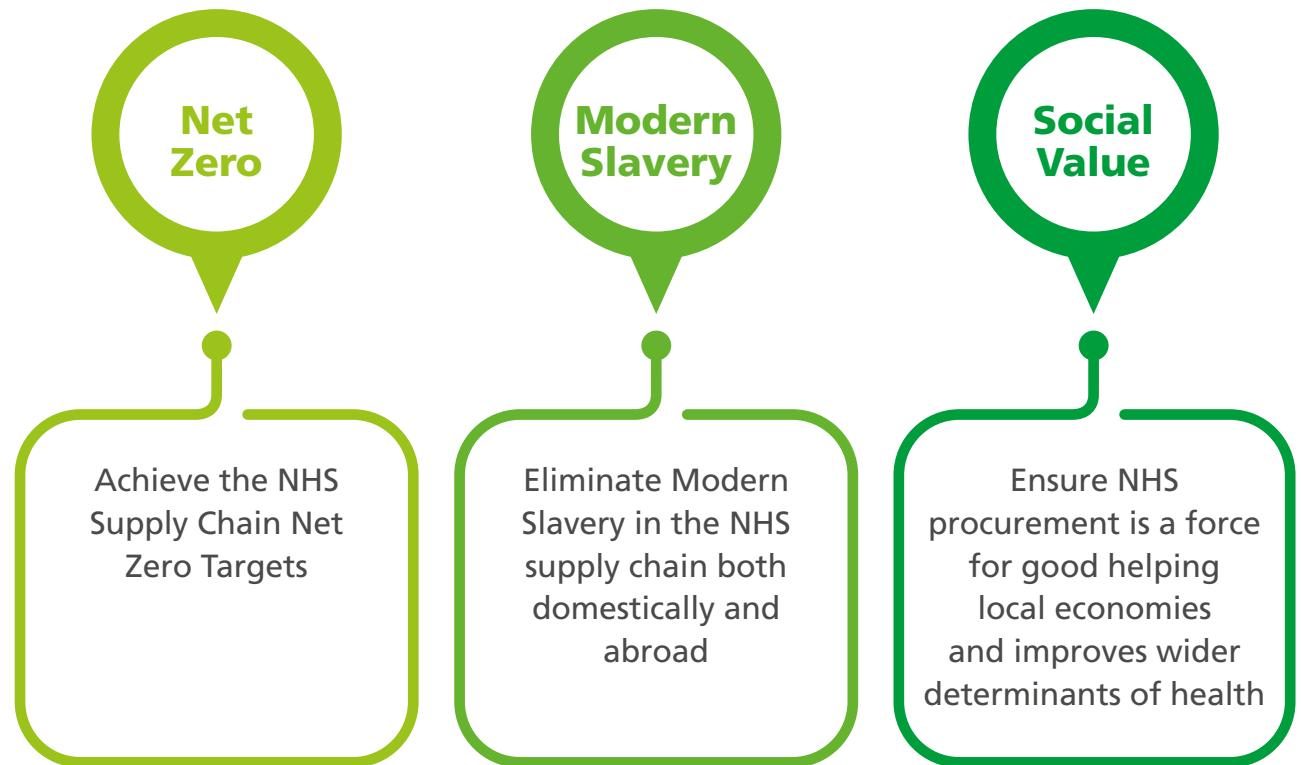 Net
Zero
Achieve the NHS
Supply Chain Net
Zero Targets
Modern
Slavery
Eliminate Modern
Slavery in the NHS
supply chain both
domestically and
abroad
Social
Value
Ensure NHS
procurement is a force
for good helping
local economies
and improves wider
determinants of health